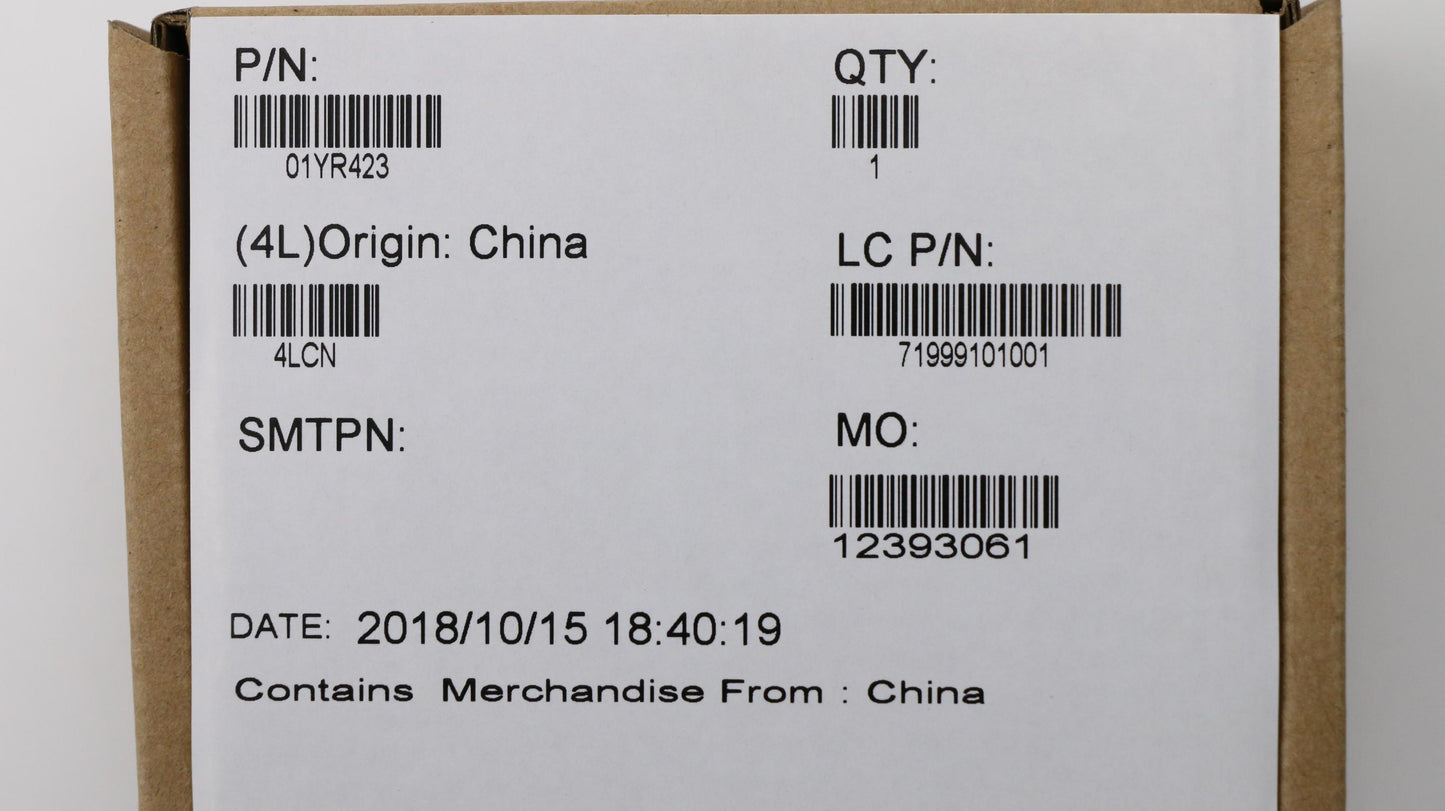 P/N:
01YR423
QTY:
1
(4L)Origin: China
4LCN
LC P/N:
71999101001
SMTPN:
MO:
12393061
DATE: 2018/10/15 18:40:19
Contains Merchandise From : China